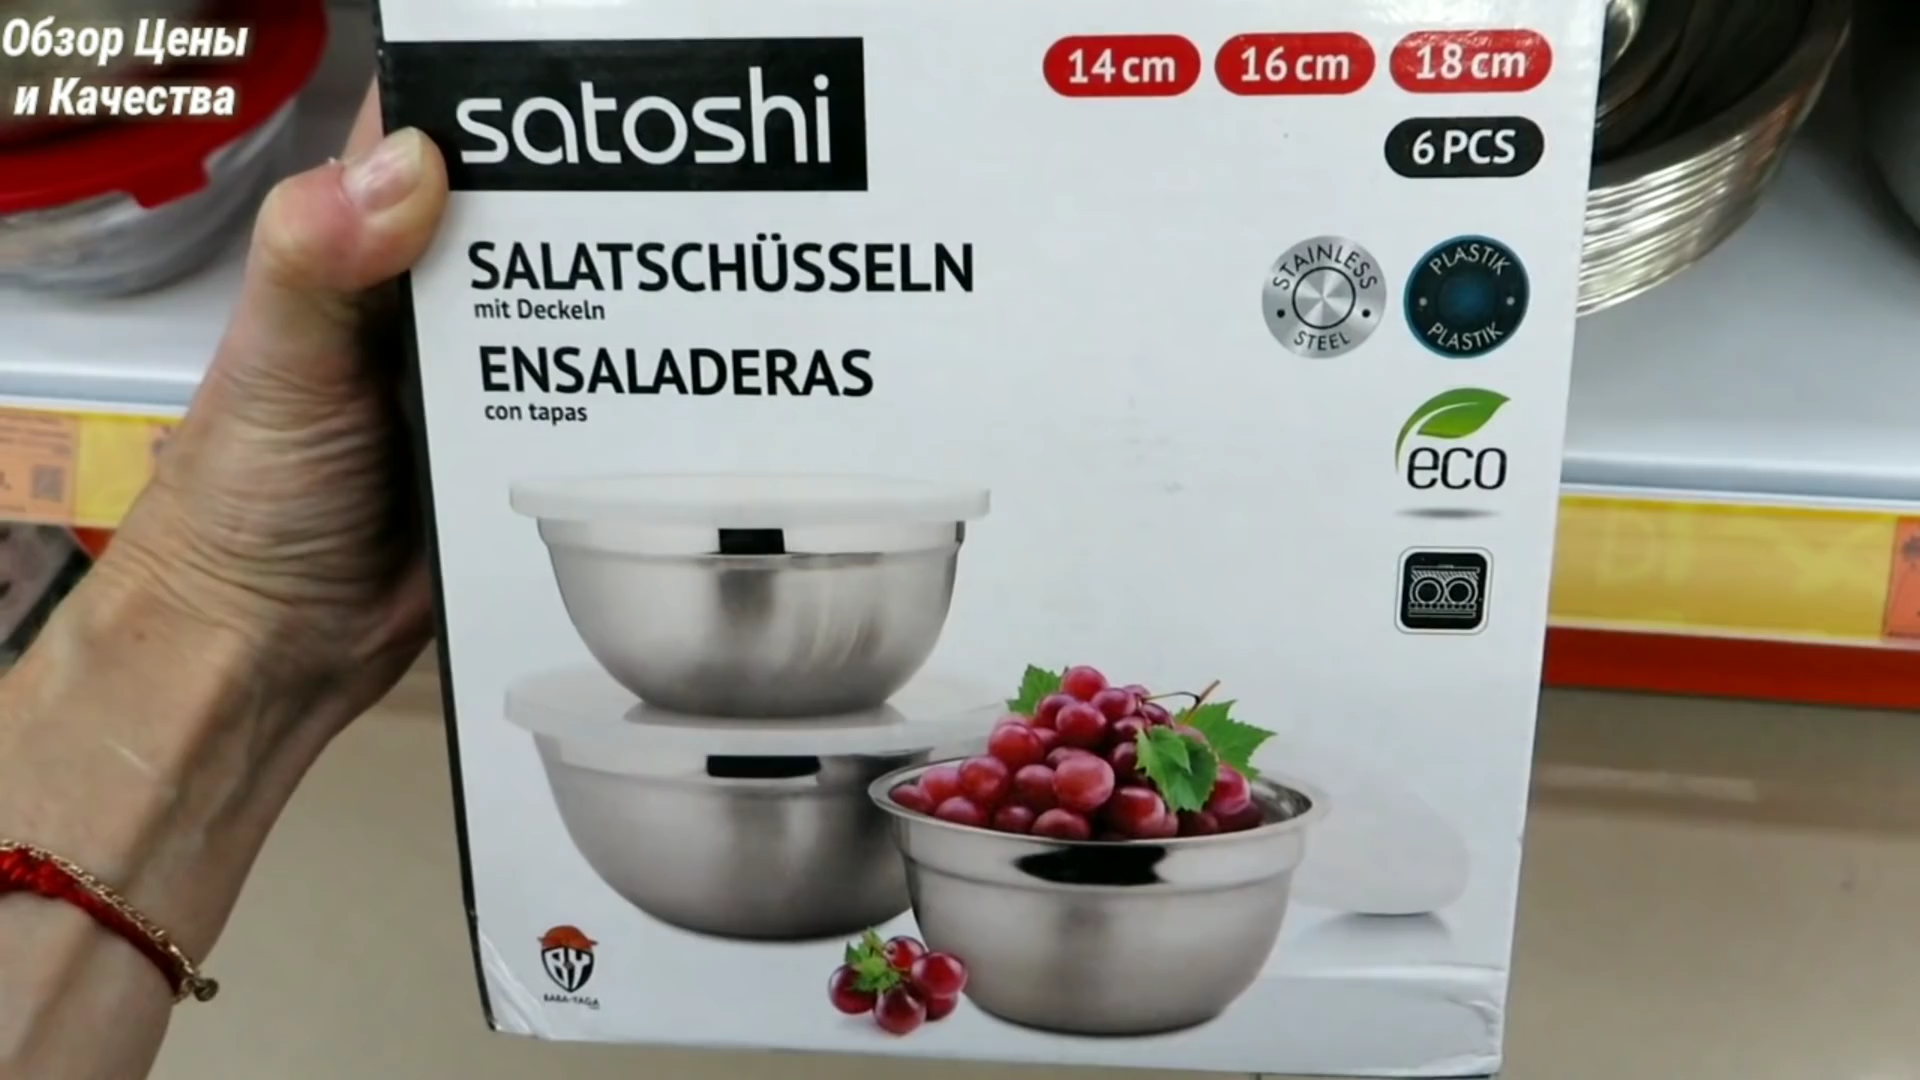 Обзор Цены
и Качества
satoshi
14 cm 16 cm 18 cm
6 PCS
SALATSCHÜSSELN
mit Deckeln
ENSALADERAS
con tapas
STAINLESS
STEEL
PLASTIK
PLASTIK
eco
BY
BABA-YAGA